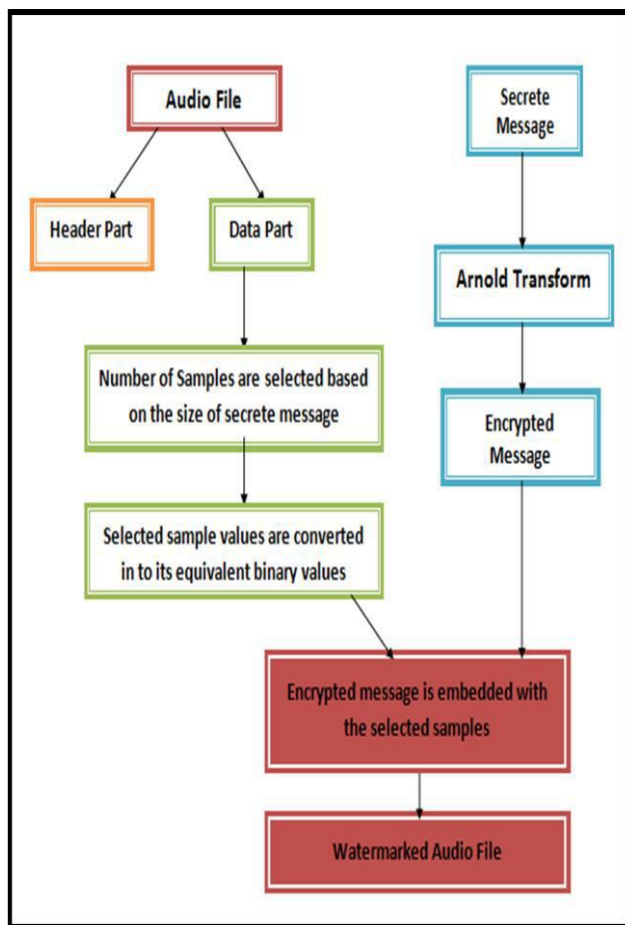 Audio File
Secrete
Message
Header Part
Data Part
Arnold Transform
Number of Samples are selected based
on the size of secrete message
Encrypted
Message
Selected sample values are converted
in to its equivalent binary values
Encrypted message is embedded with
the selected samples
Watermarked Audio File